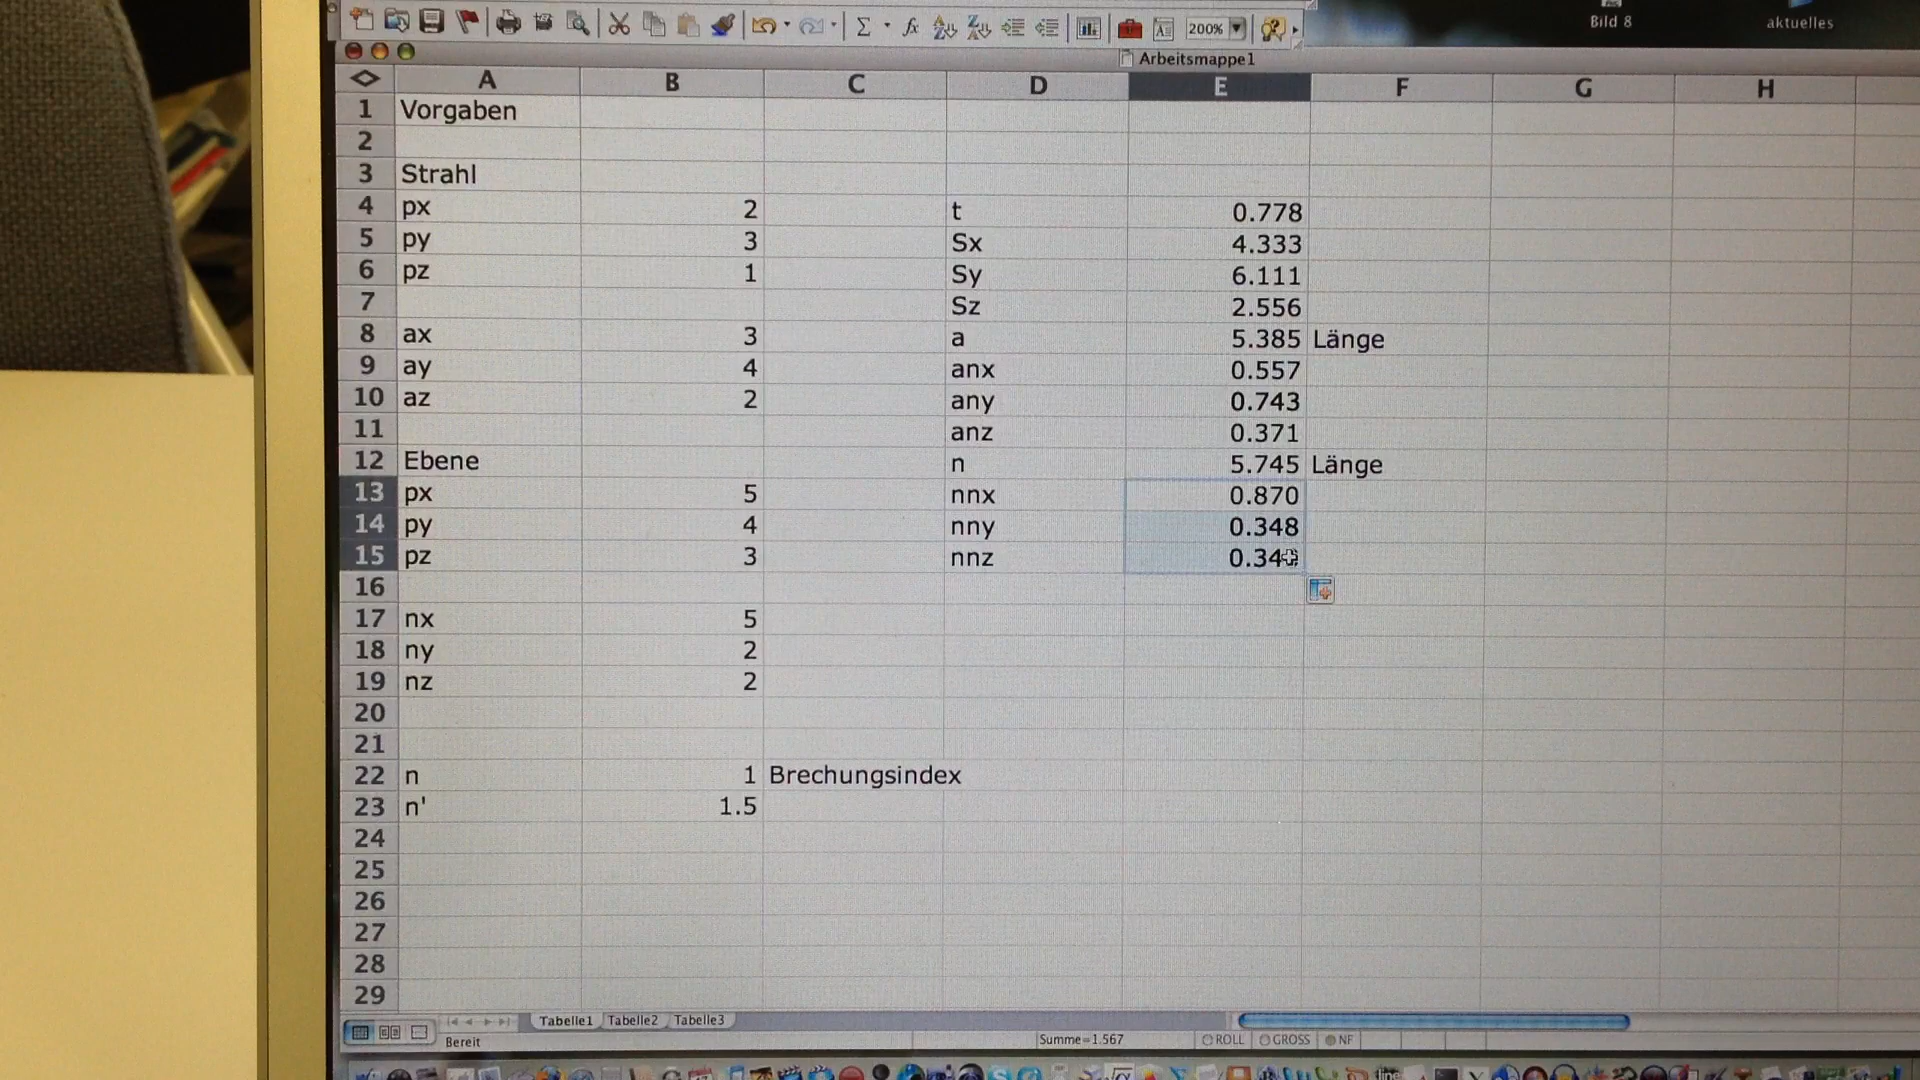 Bild 8 aktuelles
200%
Arbeitsmappe1
A B C D E F G H
1 Vorgaben
2
3 Strahl
4 px 2 t 0.778
5 py 3 Sx 4.333
6 pz 1 Sy 6.111
7 Sz 2.556
8 ax 3 a 5.385 Länge
9 ay 4 anx 0.557
10 az 2 any 0.743
11 anz 0.371
12 Ebene n 5.745 Länge
13 px 5 nnx 0.870
14 py 4 nny 0.348
15 pz 3 nnz
16
17 nx 5
18 ny 2
19 nz 2
20
21
22 n 1 Brechungsindex
23 n' 1.5
24
25
26
27
28
29
Tabelle1 Tabelle2 Tabelle3
Bereit Summe=1.567 ROLL GROSS NF